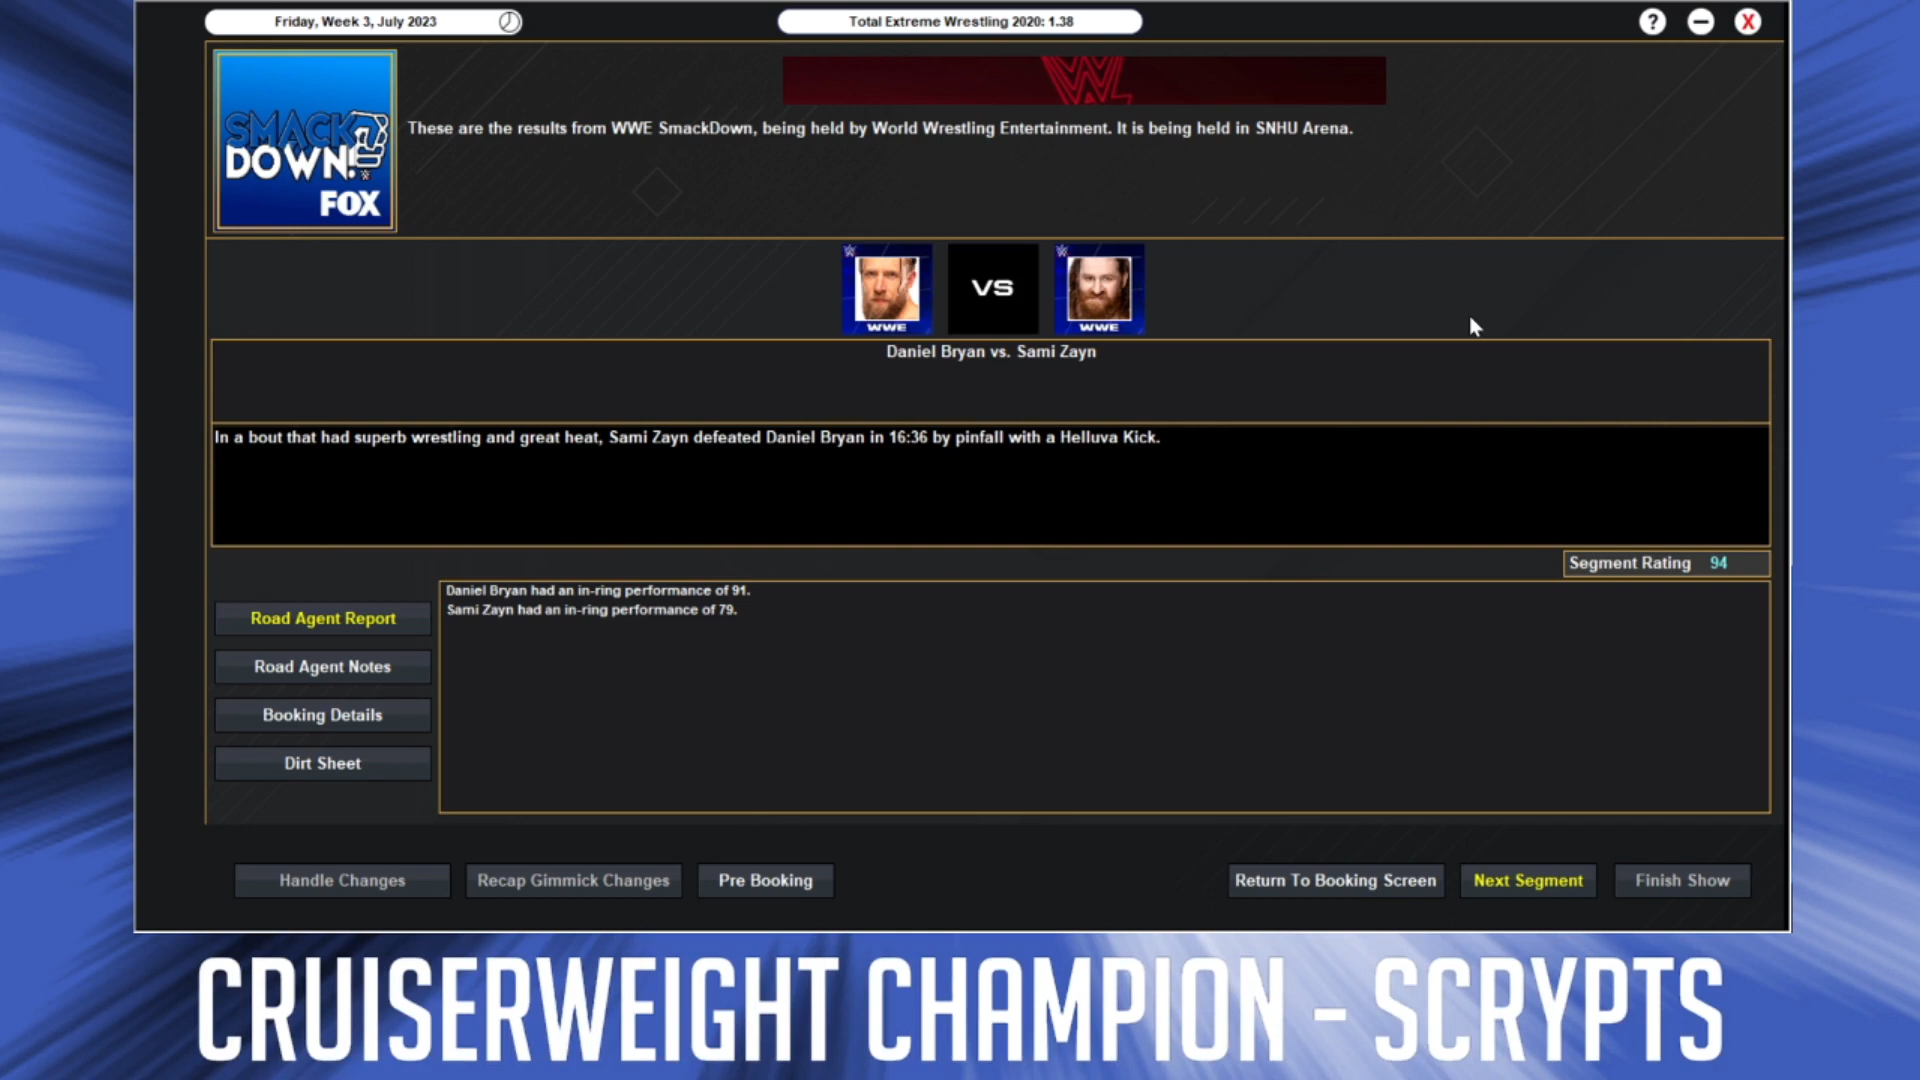 Friday, Week 3, July 2023
Total Extreme Wrestling 2020: 1.38
?
X
SMACK
DOWN!
FOX
These are the results from WWE SmackDown, being held by World Wrestling Entertainment. It is being held in SNHU Arena.
WWE
VS
WWE
Daniel Bryan vs. Sami Zayn
In a bout that had superb wrestling and great heat, Sami Zayn defeated Daniel Bryan in 16:36 by pinfall with a Helluva Kick.
Segment Rating 94
Daniel Bryan had an in-ring performance of 91.
Sami Zayn had an in-ring performance of 79.
Road Agent Report
Road Agent Notes
Booking Details
Dirt Sheet
Handle Changes
Recap Gimmick Changes
Pre Booking
Return To Booking Screen
Next Segment
Finish Show
CRUISERWEIGHT CHAMPION - SCRYPTS